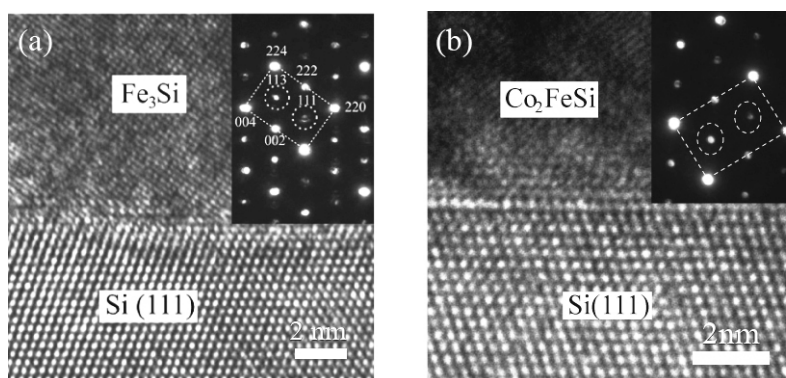 (a)
Fe₃Si
224
113
222
111
220
004
002
Si (111)
2 nm
(b)
Co₂FeSi
Si(111)
2nm